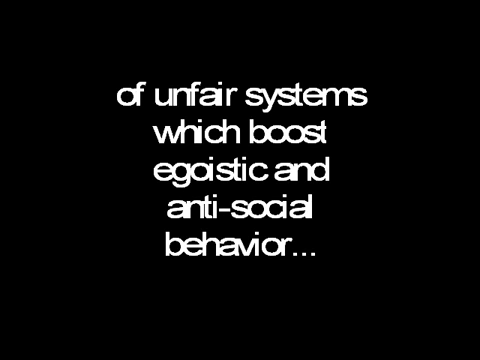 of unfair systems
which boost
egoistic and
anti-social
behavior...